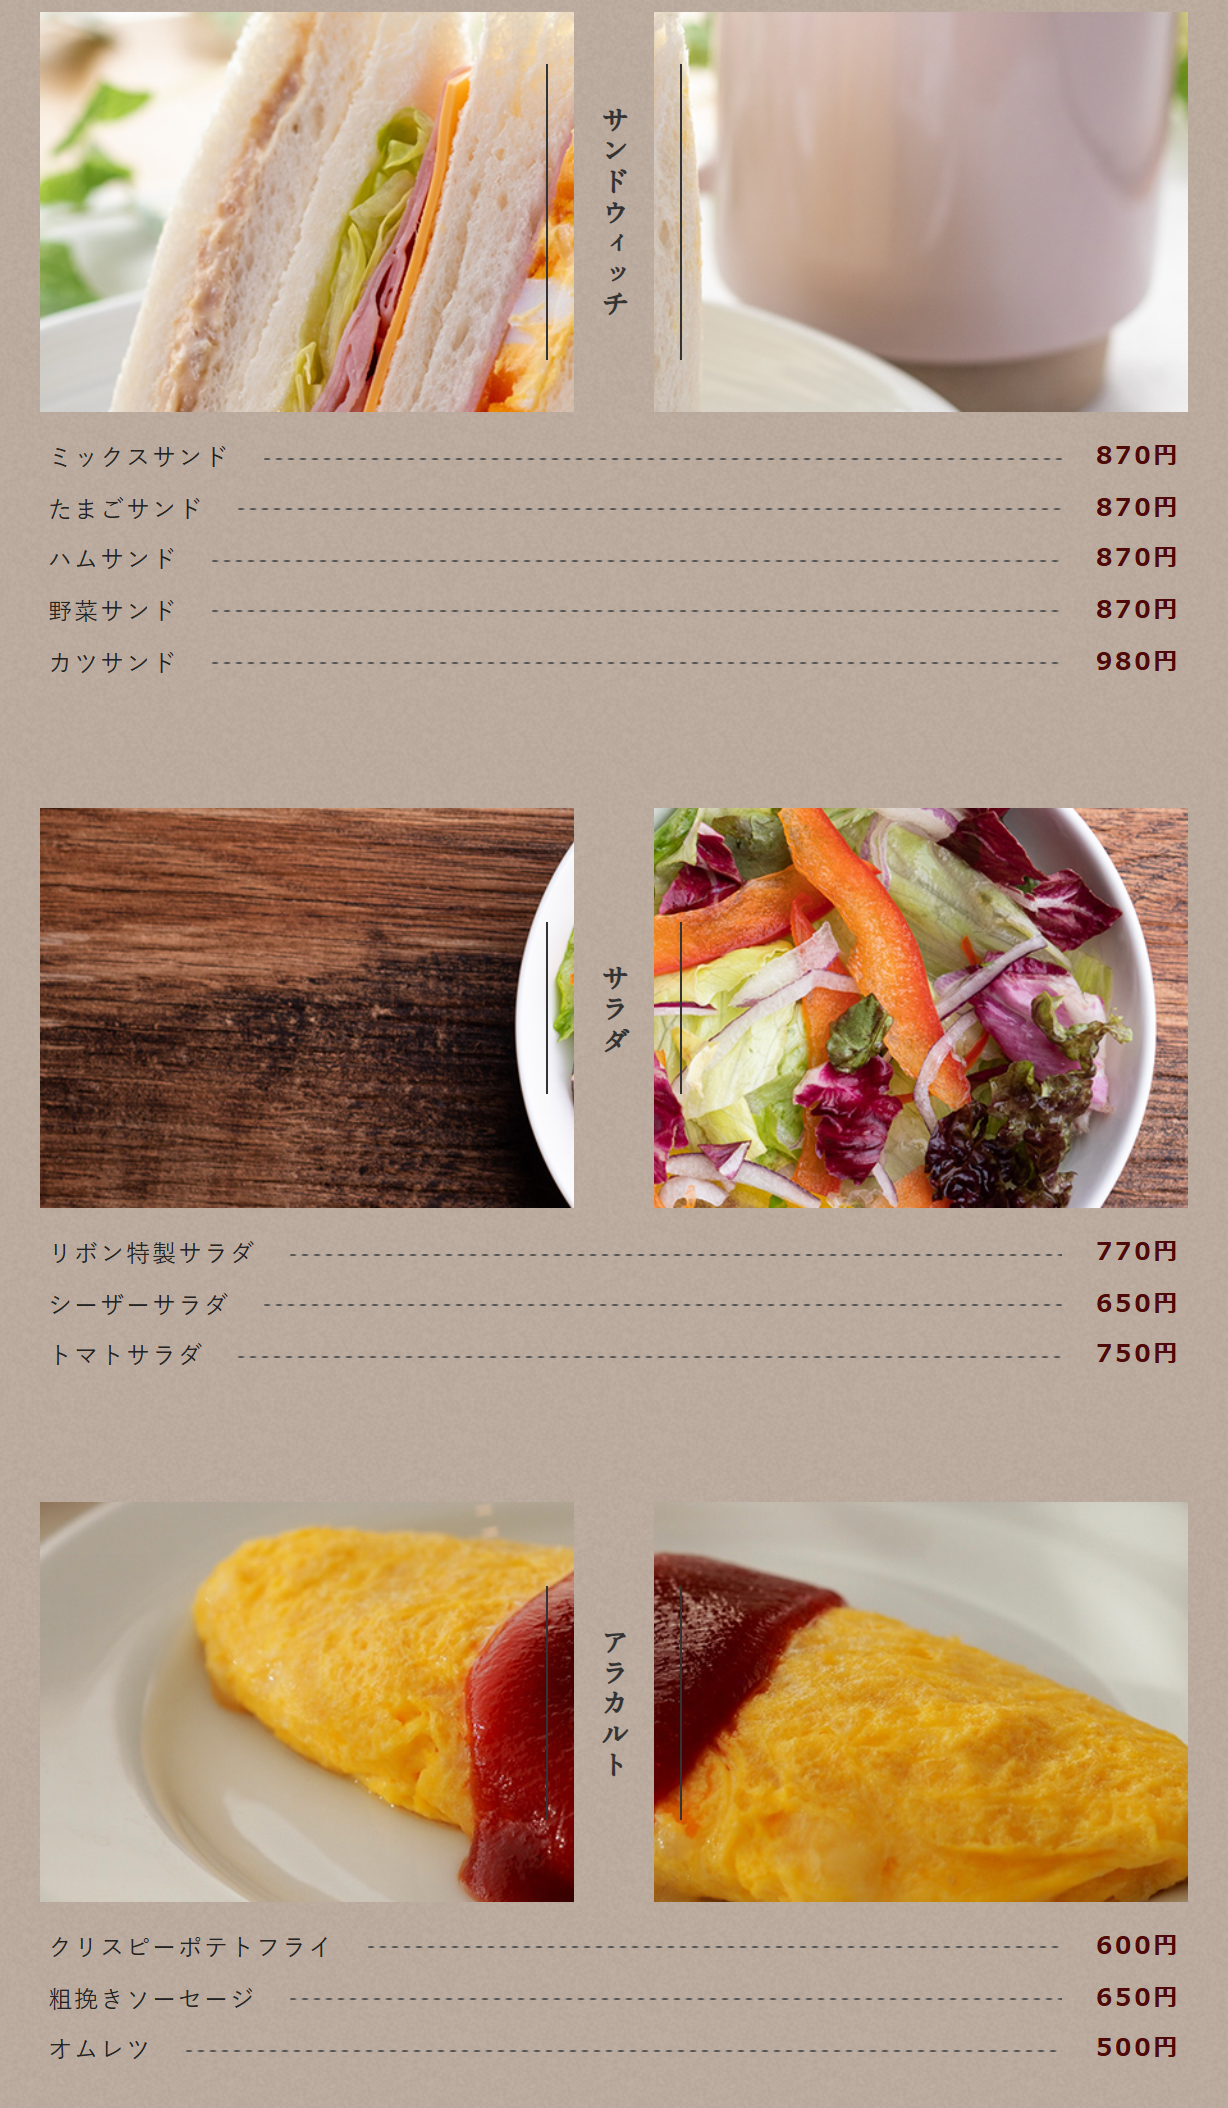 サンドウィッチ
ミックスサンド 870円
たまごサンド 870円
ハムサンド 870円
野菜サンド 870円
カツサンド 980円
サラダ
リボン特製サラダ 770円
シーザーサラダ 650円
トマトサラダ 750円
アラカルト
クリスピーポテトフライ 600円
粗挽きソーセージ 650円
オムレツ 500円